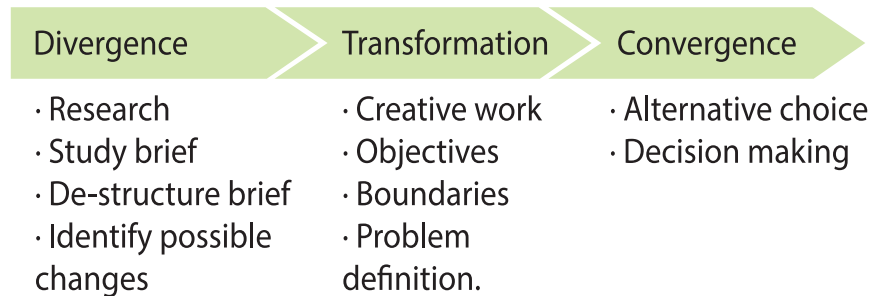 Divergence
· Research
· Study brief
· De-structure brief
· Identify possible
changes
Transformation
· Creative work
· Objectives
· Boundaries
· Problem
definition.
Convergence
· Alternative choice
· Decision making